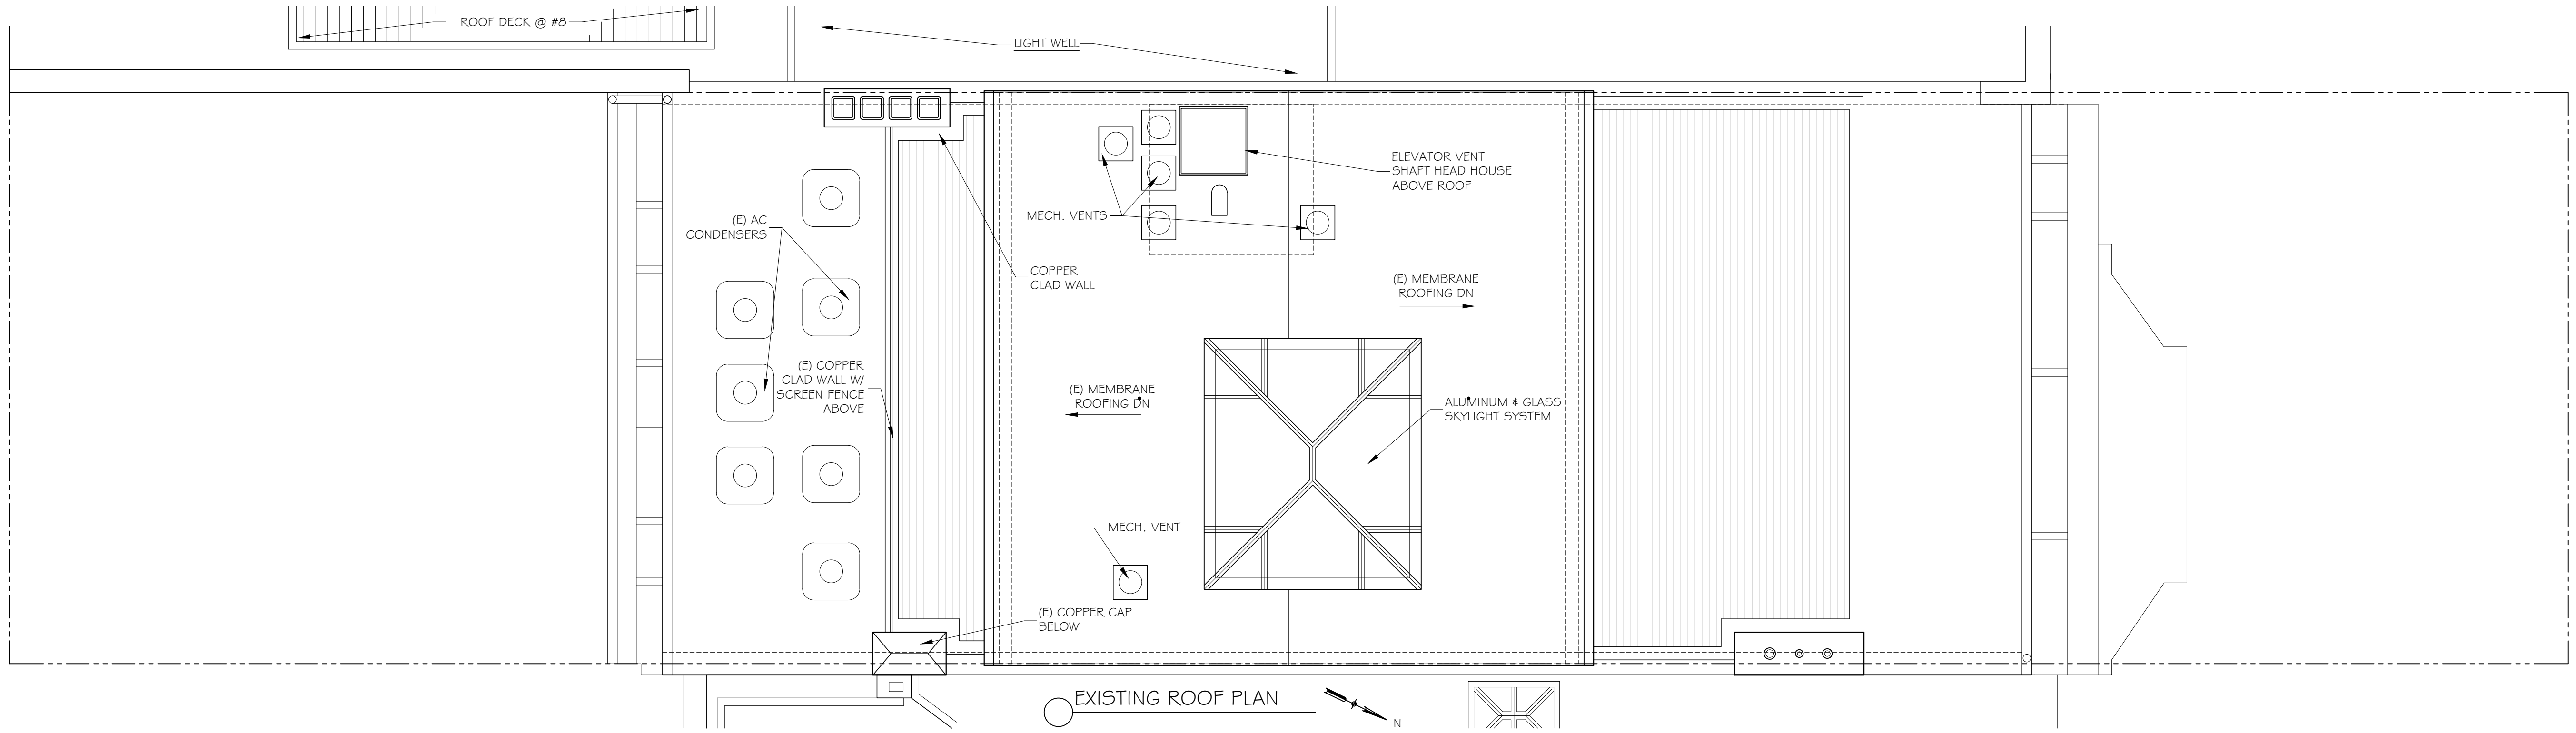 ROOF DECK @ #8
LIGHT WELL
ELEVATOR VENT
SHAFT HEAD HOUSE
ABOVE ROOF
MECH. VENTS
(E) AC
CONDENSERS
COPPER
CLAD WALL
(E) MEMBRANE
ROOFING DN
(E) COPPER
CLAD WALL W/
SCREEN FENCE
ABOVE
(E) MEMBRANE
ROOFING DN
ALUMINUM & GLASS
SKYLIGHT SYSTEM
MECH. VENT
(E) COPPER CAP
BELOW
EXISTING ROOF PLAN
N